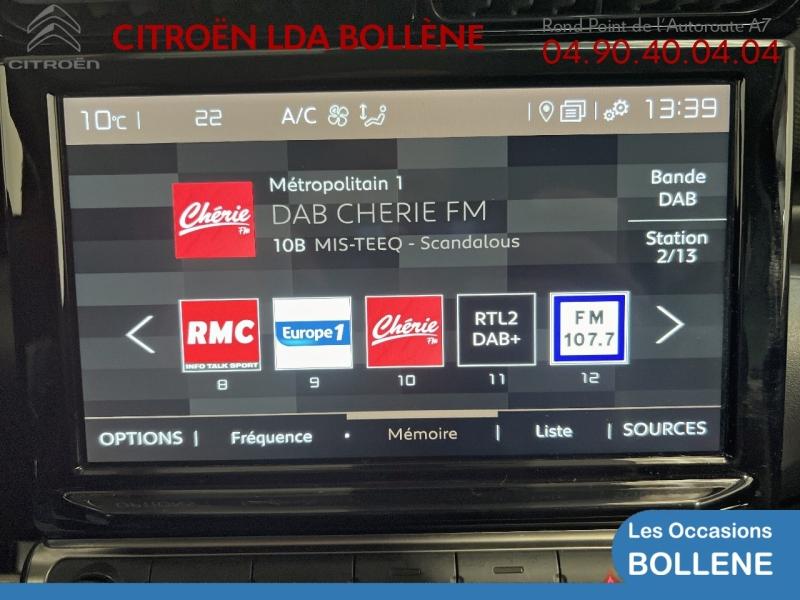 CITROËN
CITROËN LDA BOLLÈNE
Rond Point de l'Autoroute A7
04.90.40.04.04
10°C | 22 A/C 13:39
Métropolitain 1
DAB CHERIE FM
10B MIS-TEEQ - Scandalous
Chérie FM
Bande
DAB
Station
2/13
RMC
INFO TALK SPORT
8
Europe 1
9
Chérie FM
10
RTL2
DAB+
11
FM
107.7
12
OPTIONS | Fréquence • Mémoire | Liste | SOURCES
Les Occasions
BOLLENE